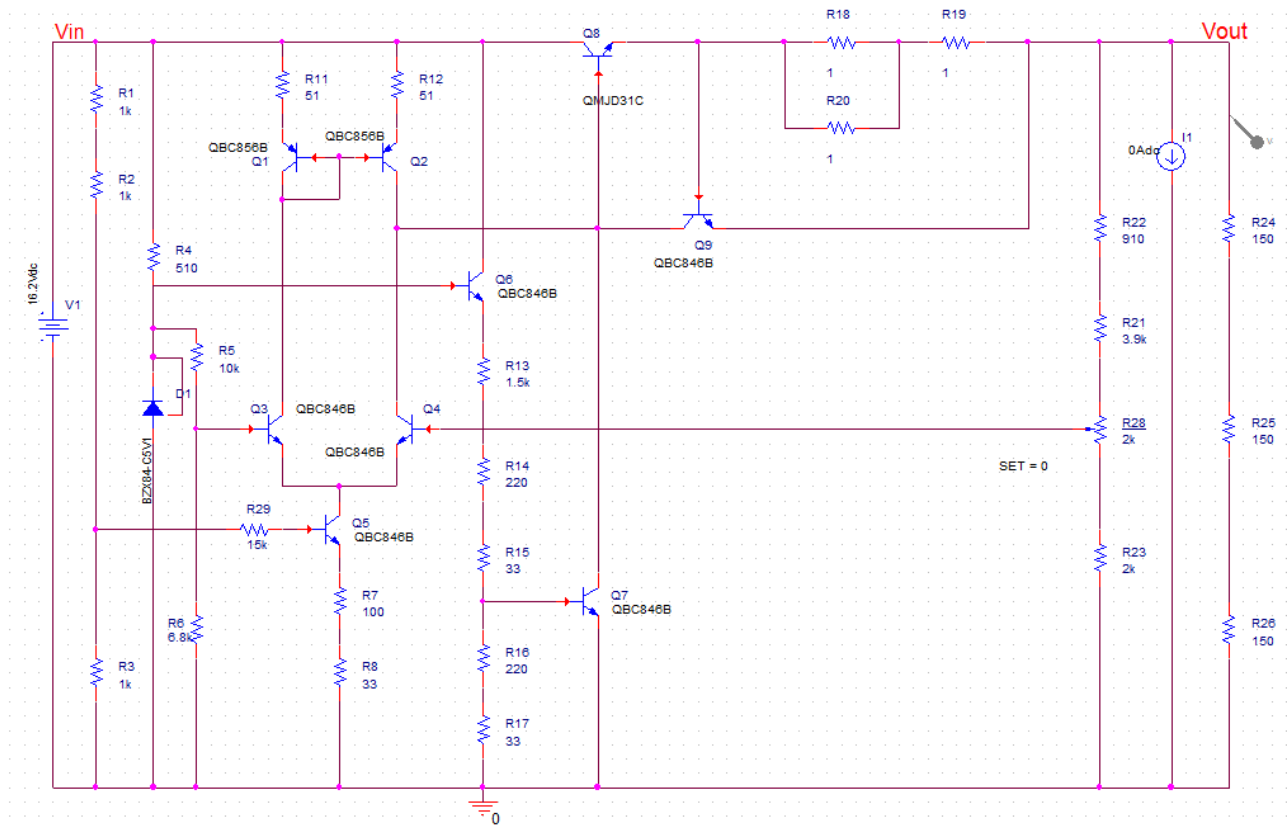 Vin
Vout
R18
1
R19
1
R20
1
Q8
QMJD31C
R1
1k
R2
1k
R11
51
R12
51
QBC856B
Q1
QBC856B
Q2
I1
0Adc
R4
510
Q9
QBC846B
R22
910
R24
150
16.2Vdc
V1
Q6
QBC846B
R5
10k
R13
1.5k
R21
3.9k
D1
BZX84-C5V1
Q3
QBC846B
Q4
QBC846B
R28
2k
SET = 0
R25
150
R14
220
R29
15k
Q5
QBC846B
R15
33
R23
2k
R7
100
Q7
QBC846B
R6
6.8k
R16
220
R26
150
R3
1k
R8
33
R17
33
0
V